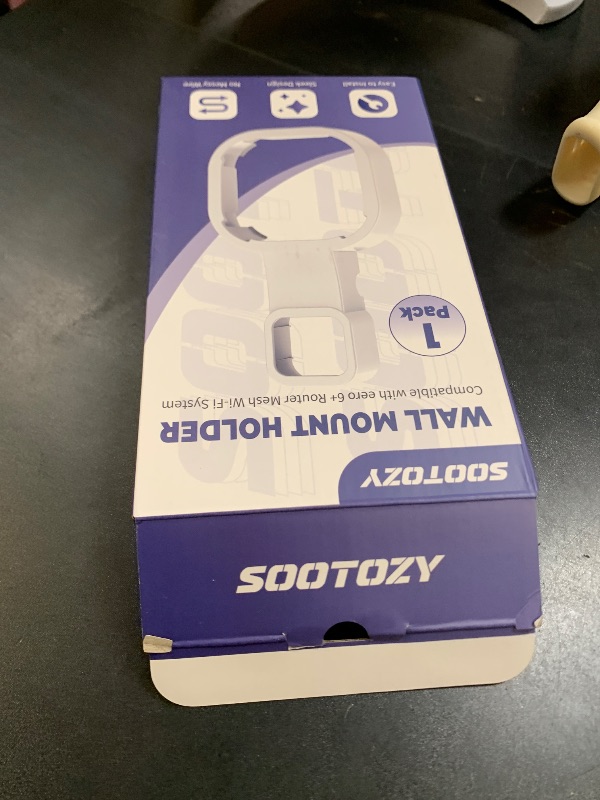 SOOTOZY
SOOTOZY
WALL MOUNT HOLDER
Compatible with eero 6+ Router Mesh Wi-Fi System
1
Pack
Easy to Install
Sleek Design
No Messy Wire